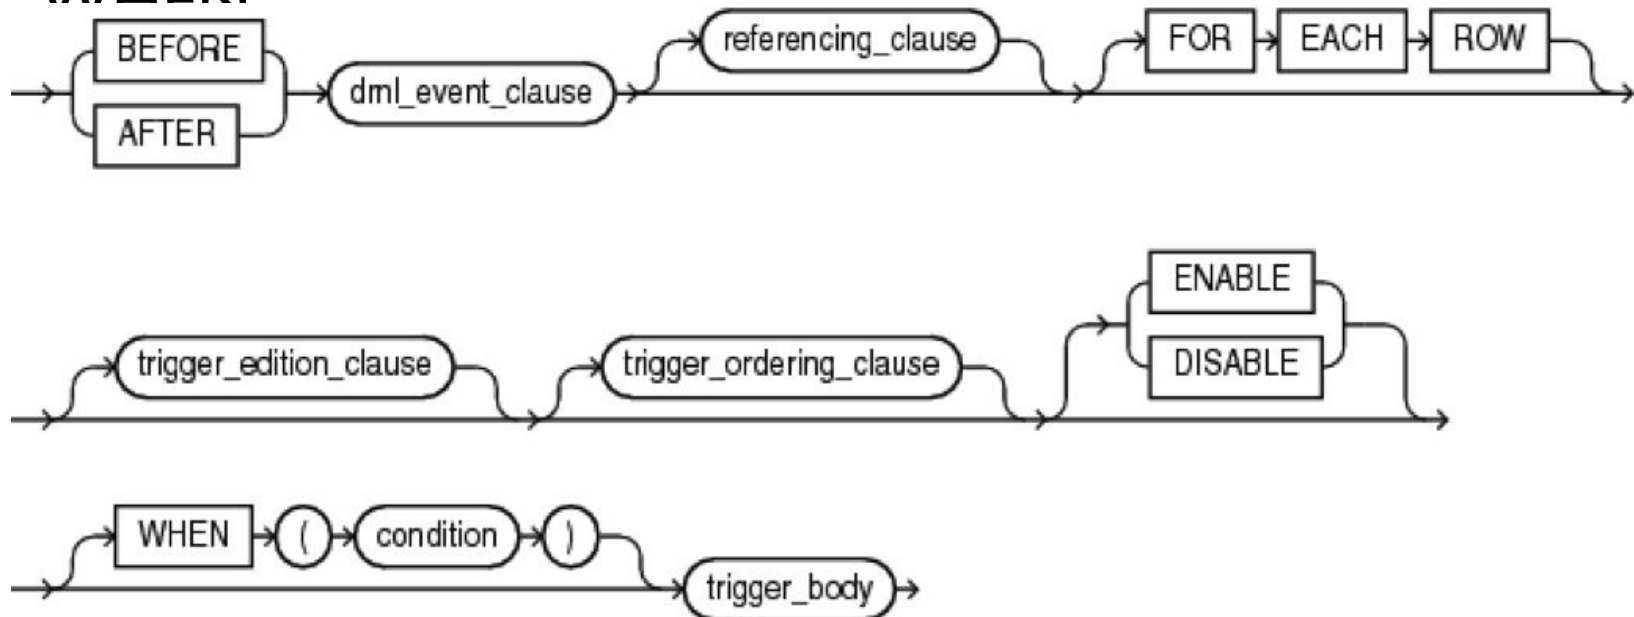 BEFORE
AFTER
dml_event_clause
referencing_clause
FOR EACH ROW
trigger_edition_clause
trigger_ordering_clause
ENABLE
DISABLE
WHEN ( condition )
trigger_body